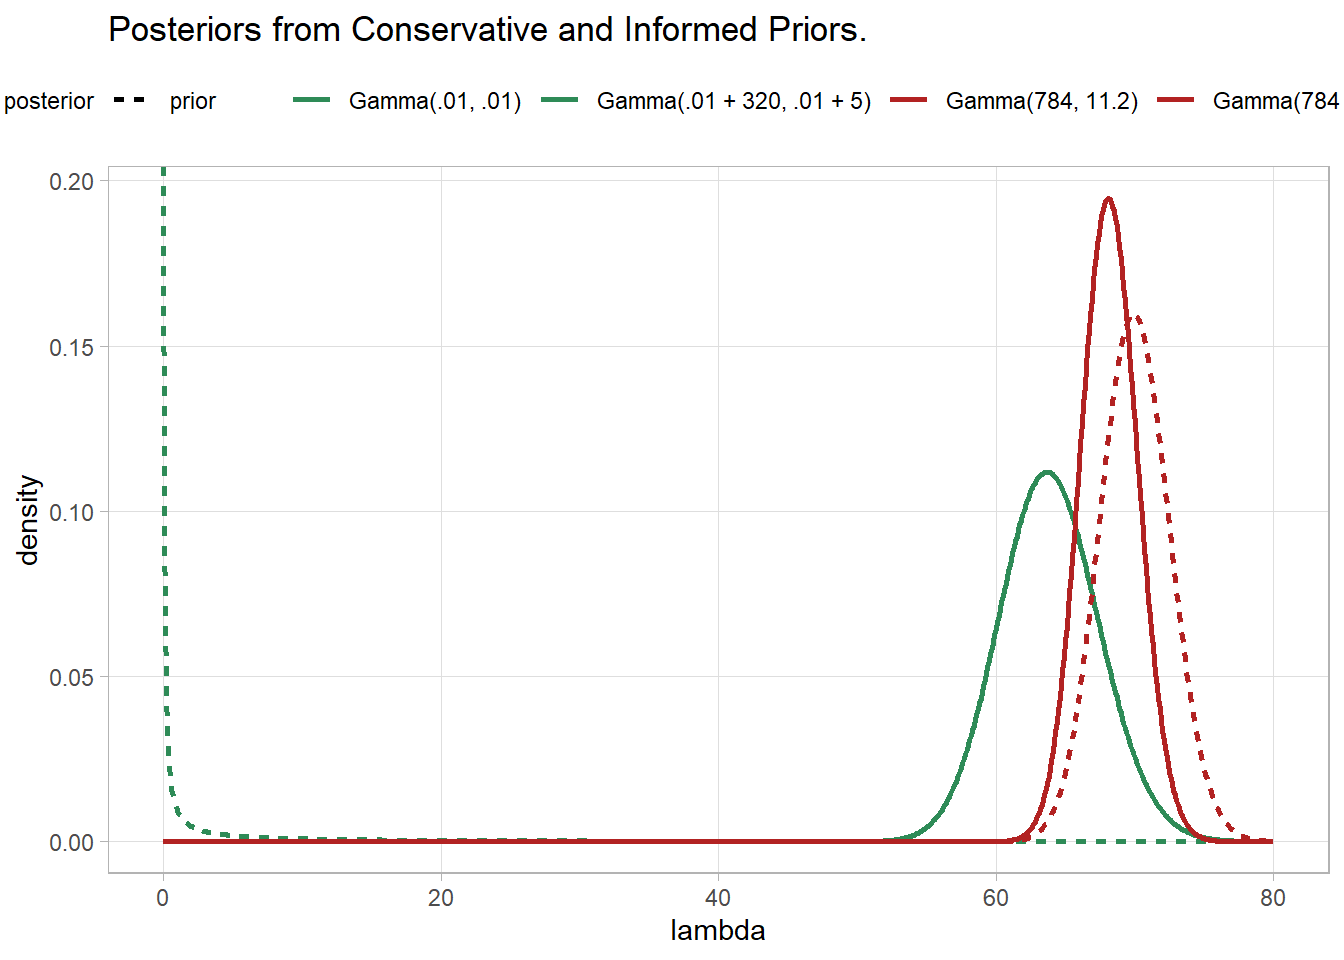 Posteriors from Conservative and Informed Priors.
posterior prior Gamma(.01, .01) Gamma(.01 + 320, .01 + 5) Gamma(784, 11.2) Gamma(784
0.20
0.15
0.10
0.05
0.00
density
0 20 40 60 80
lambda